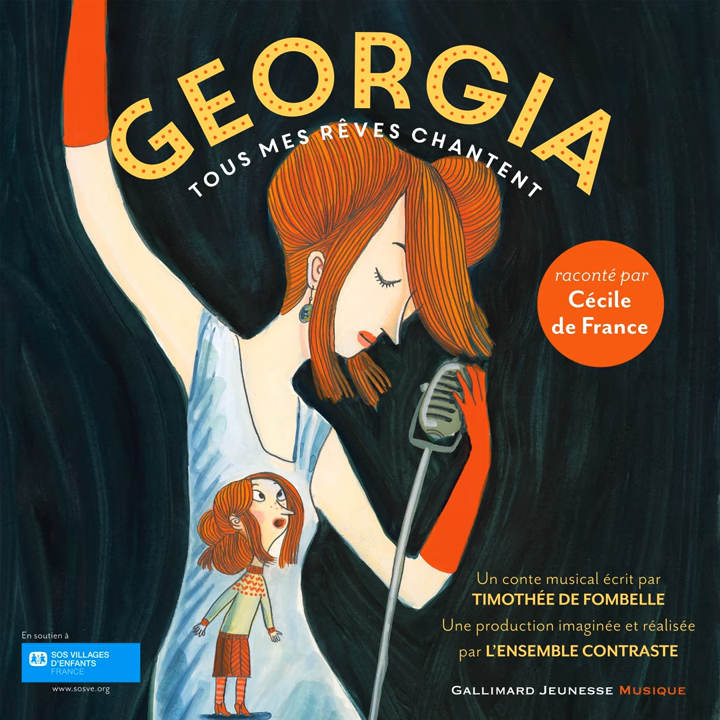 GEORGIA
TOUS MES RÊVES CHANTENT
raconté par
Cécile
de France
Un conte musical écrit par
TIMOTHÉE DE FOMBELLE
Une production imaginée et réalisée
par L'ENSEMBLE CONTRASTE
En soutien à
SOS VILLAGES
D'ENFANTS
FRANCE
www.sosve.org
GALLIMARD JEUNESSE MUSIQUE